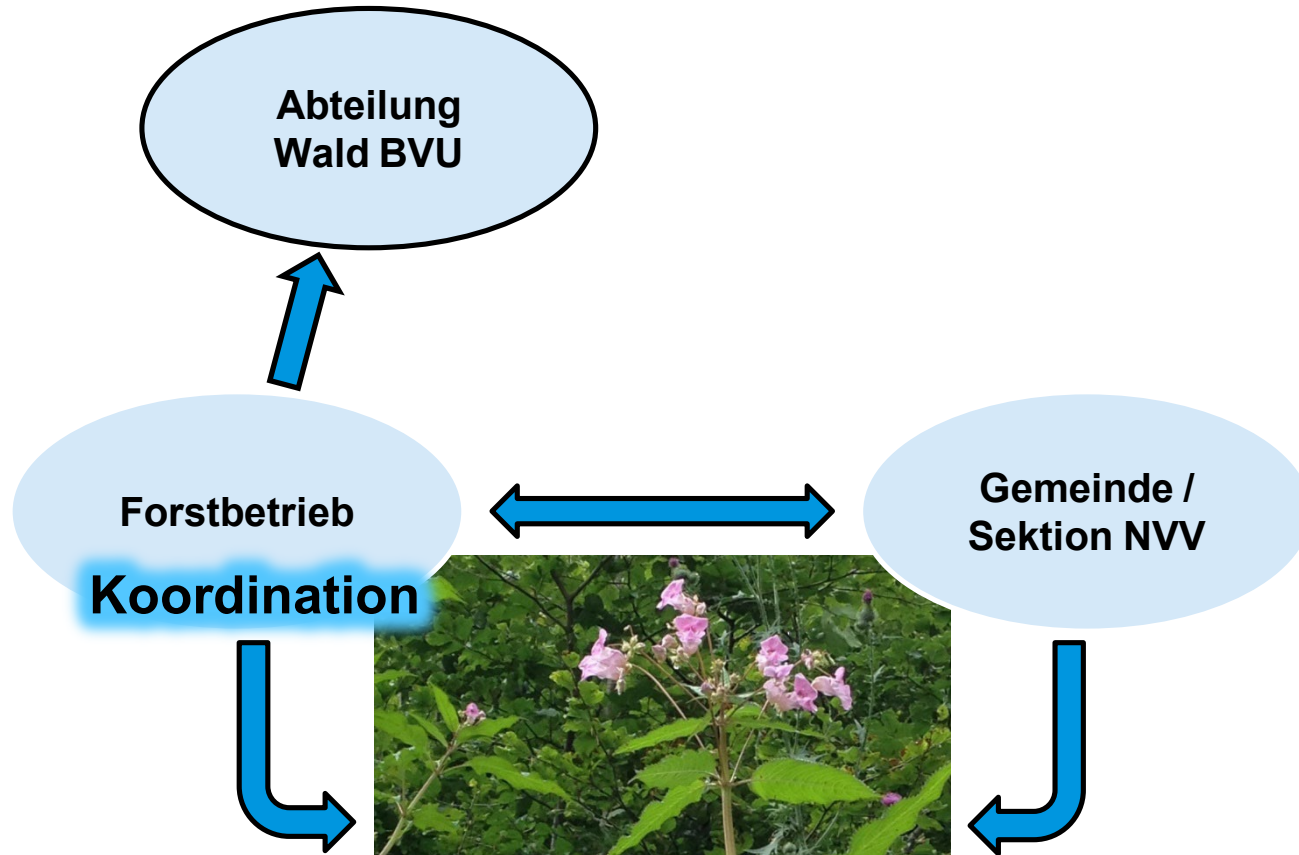 Abteilung
Wald BVU
Forstbetrieb
Koordination
Gemeinde /
Sektion NVV